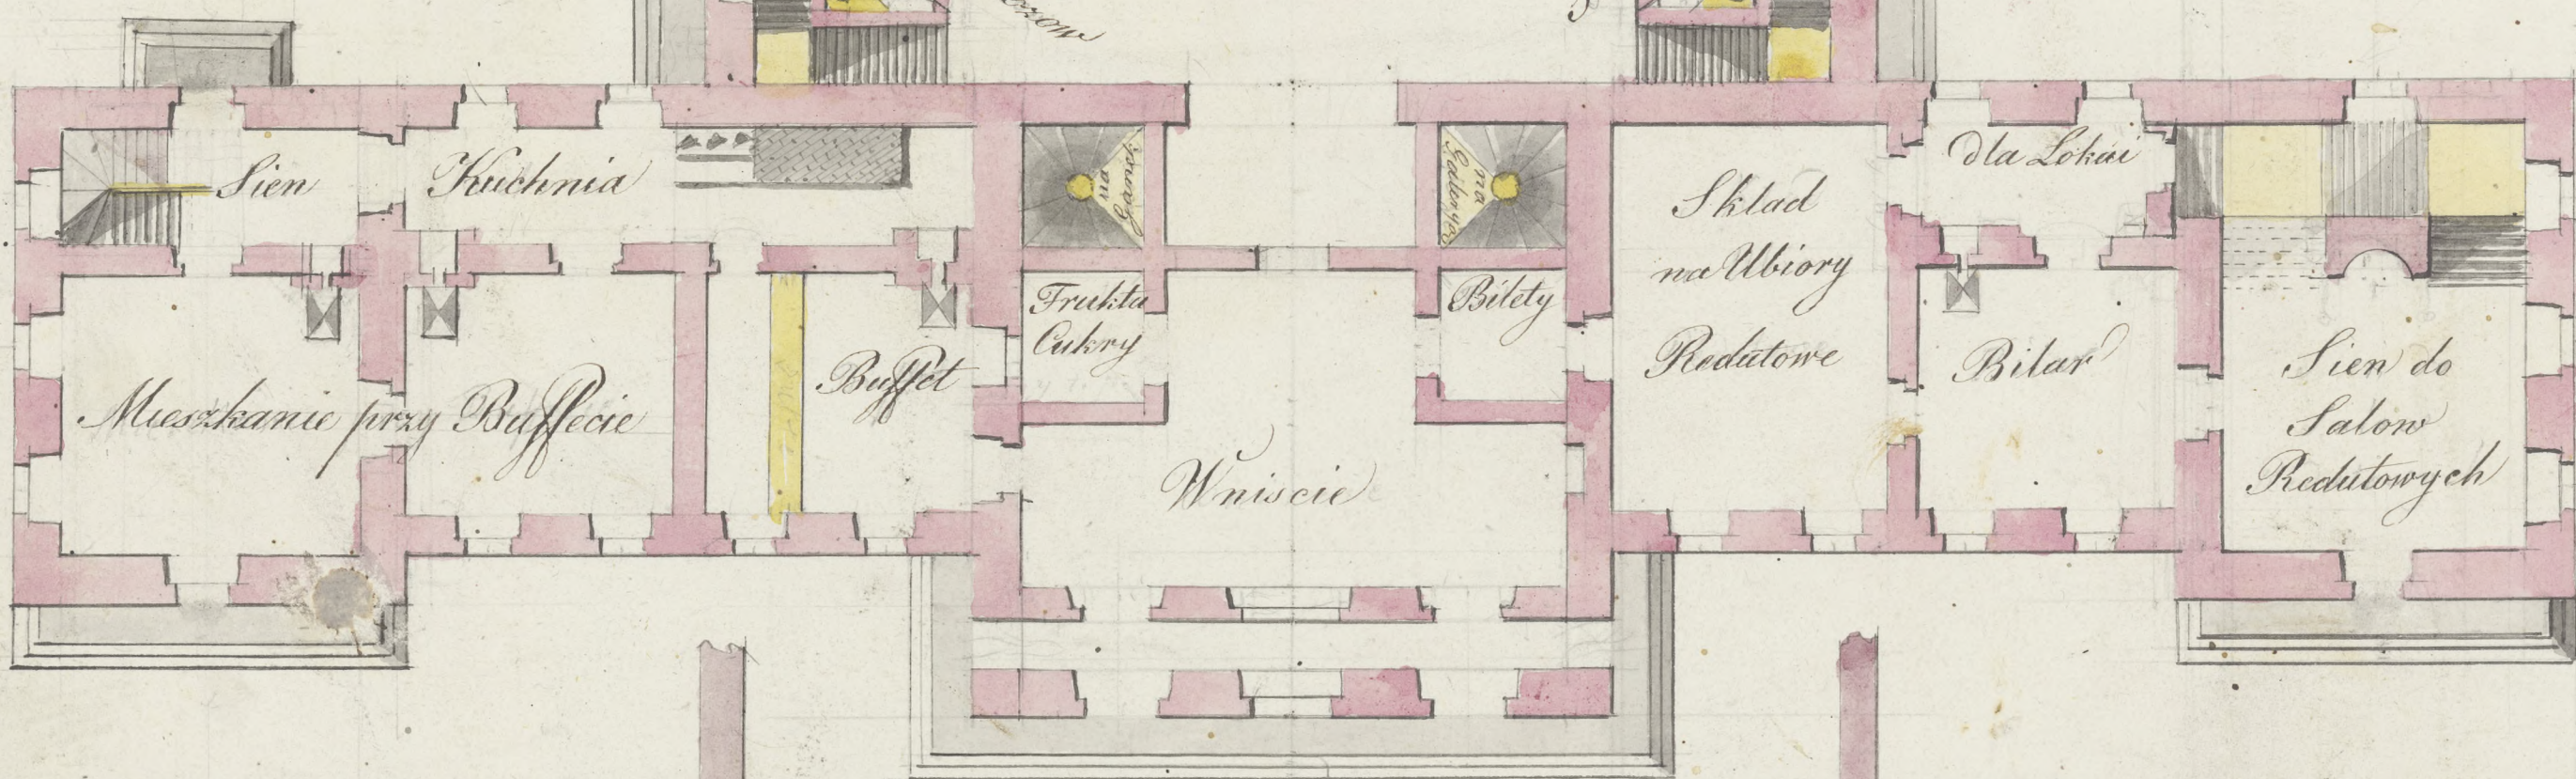 Sien
Kuchnia
na
Ganek
na
Galeryą
dla Lokai
Sklad
na Ubiory
Redutowe
Frukta
Cukry
Bilety
Buffet
Bilar
Sien do
Salow
Redutowych
Mieszkanie przy Buffecie
Wniscie